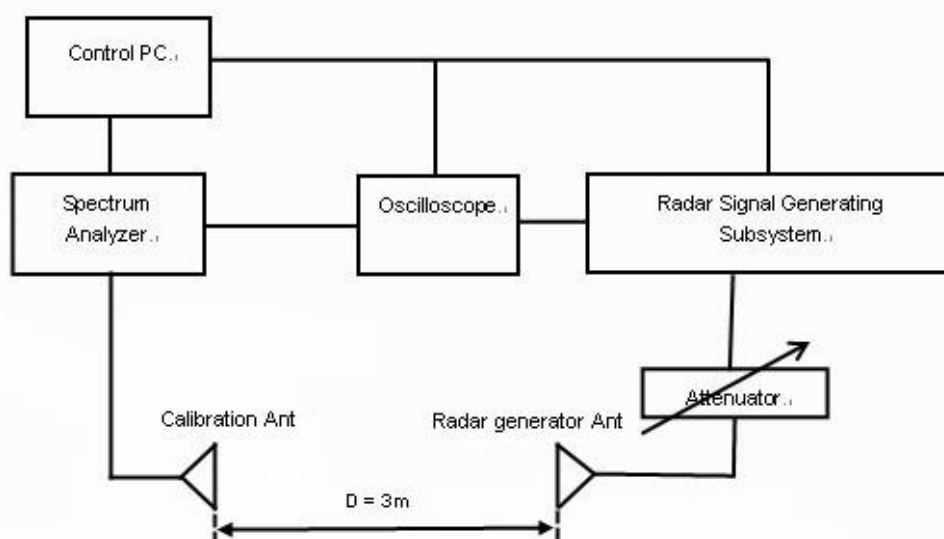 Control PC
Spectrum
Analyzer
Oscilloscope
Radar Signal Generating
Subsystem
Attenuator
Calibration Ant
Radar generator Ant
D = 3m